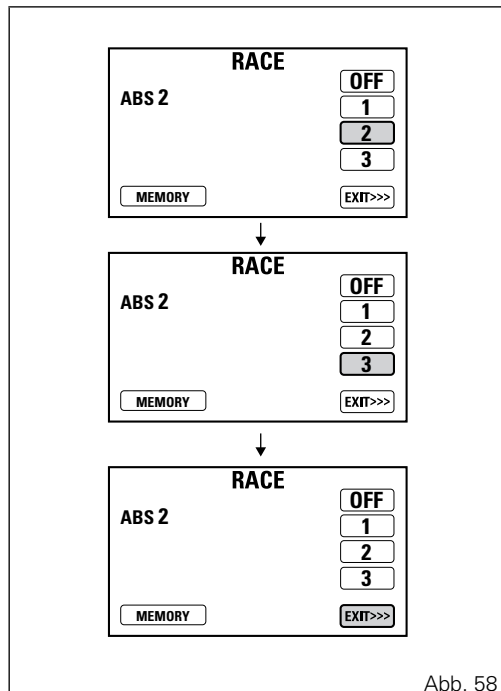 RACE
ABS 2
OFF
1
2
3
MEMORY
EXIT>>>
RACE
ABS 2
OFF
1
2
3
MEMORY
EXIT>>>
RACE
ABS 2
OFF
1
2
3
MEMORY
EXIT>>>
Abb. 58